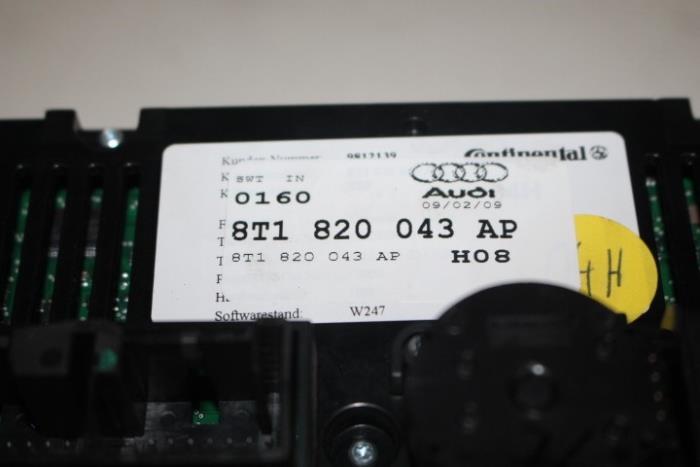 Kunden-Nummer: 9812139 Continental
K SWT IN
K 0160 Audi
09/02/09
8T1 820 043 AP
8T1 820 043 AP H08
Softwarestand: W247
H